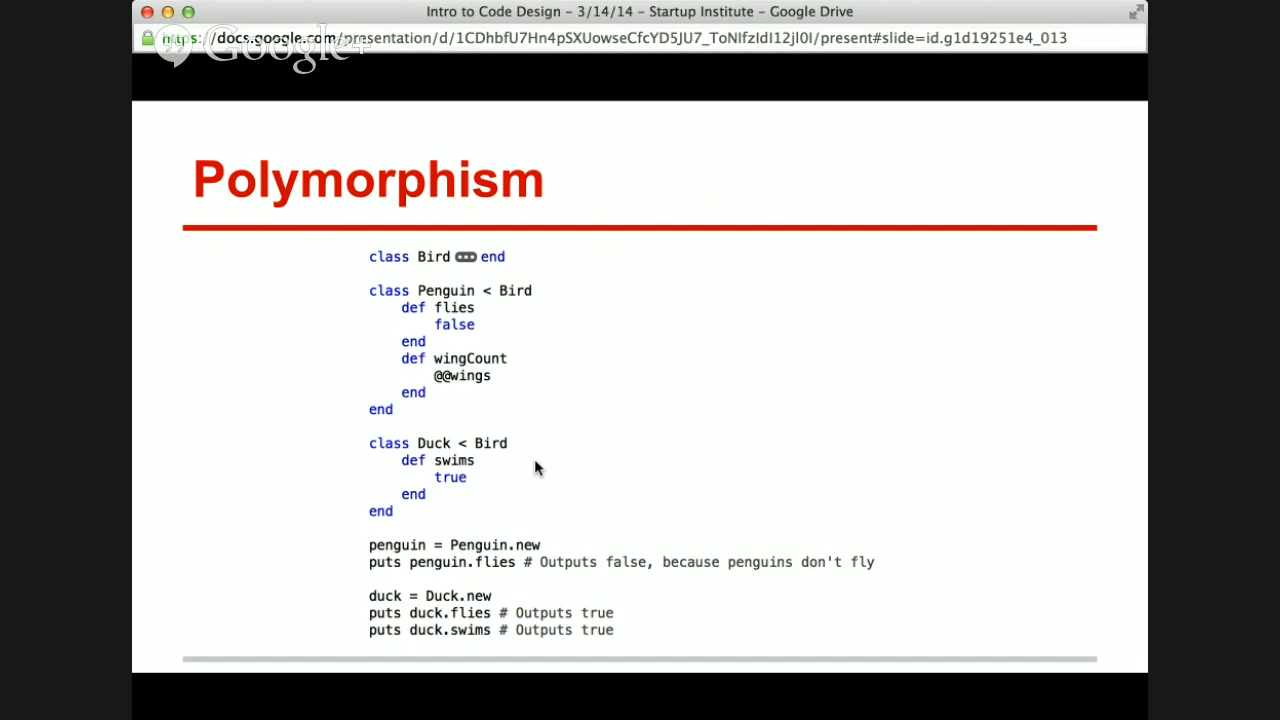 Intro to Code Design - 3/14/14 - Startup Institute - Google Drive
https://docs.google.com/presentation/d/1CDhbfU7Hn4pSXUowseCfcYD5JU7_ToNIfzIdI12jI0I/present#slide=id.g1d19251e4_013
Google+
Polymorphism
class Bird end
class Penguin < Bird
def flies
false
end
def wingCount
@@wings
end
end
class Duck < Bird
def swims
true
end
end
penguin = Penguin.new
puts penguin.flies # Outputs false, because penguins don't fly
duck = Duck.new
puts duck.flies # Outputs true
puts duck.swims # Outputs true